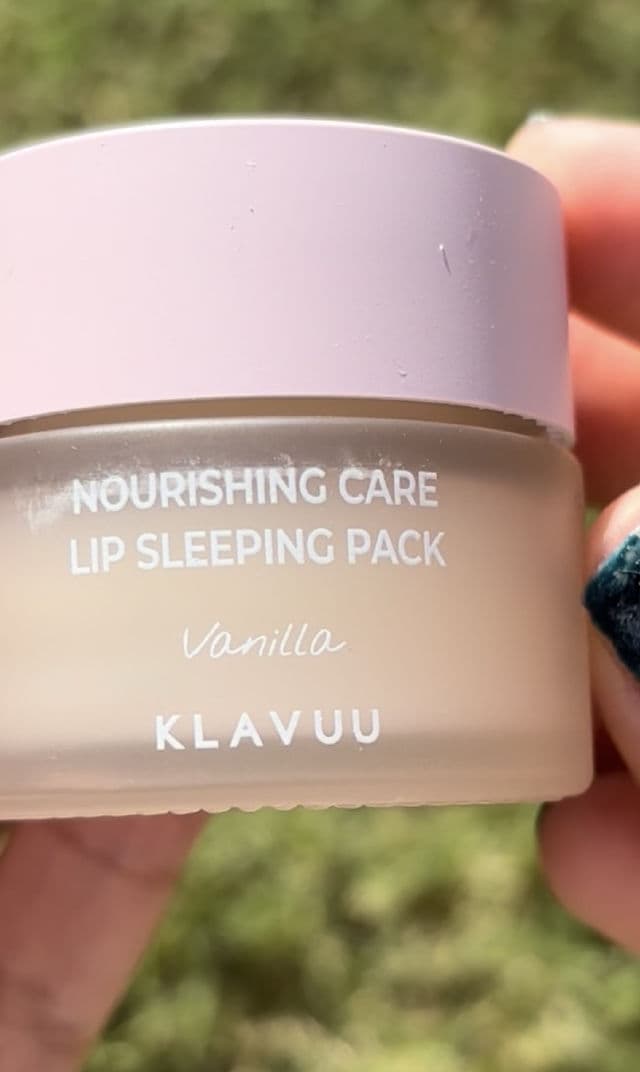 NOURISHING CARE
LIP SLEEPING PACK
Vanilla
KLAVUU